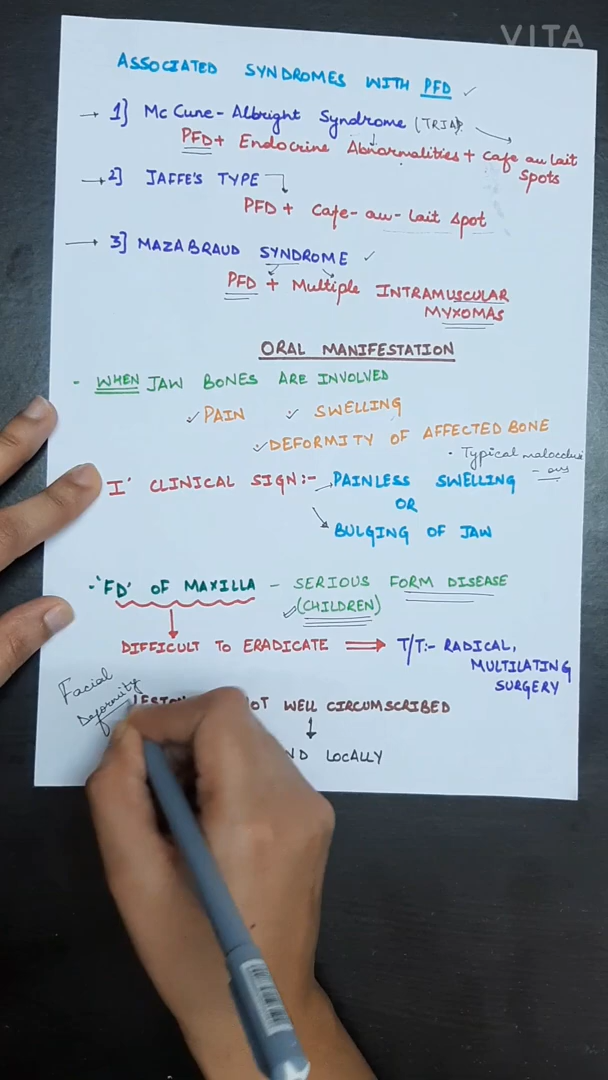 VITA
ASSOCIATED SYNDROMES WITH PFD ✓
→ 1] Mc Cune-Albright Syndrome (TRIAD)
PFD + Endocrine Abnormalities + Cafe au lait
Spots
→ 2] JAFFE'S TYPE
PFD + Cafe-au-lait spot
→ 3] MAZABRAUD SYNDROME ✓
PFD + Multiple INTRAMUSCULAR
MYXOMAS
ORAL MANIFESTATION
- WHEN JAW BONES ARE INVOLVED
✓ PAIN ✓ SWELLING
✓ DEFORMITY OF AFFECTED BONE
• Typical malocclusi
- ous
I° CLINICAL SIGN:- → PAINLESS SWELLING
OR
BULGING OF JAW
-'FD' OF MAXILLA - SERIOUS FORM DISEASE
✓ (CHILDREN)
DIFFICULT TO ERADICATE ⇒ T/T:- RADICAL,
MULTILATING
SURGERY
Facial
Deformity
WELL CIRCUMSCRIBED
LOCALLY